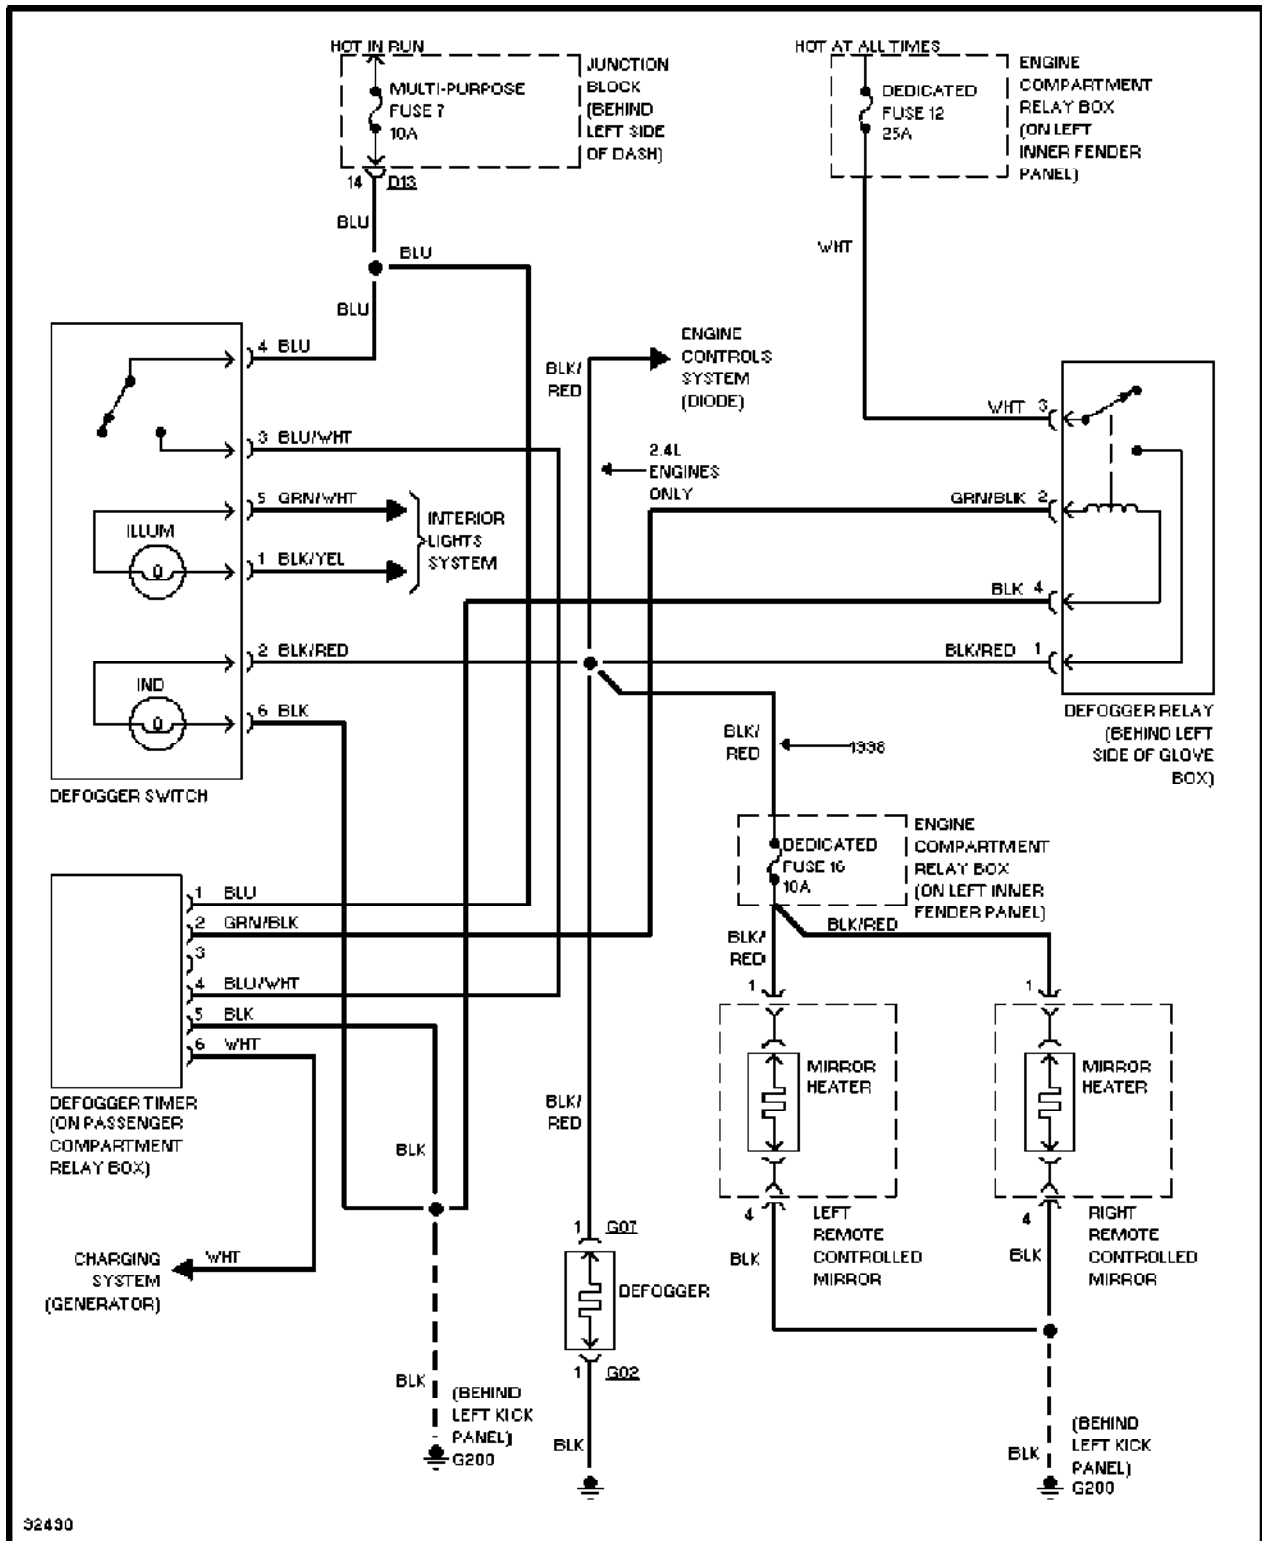 HOT IN RUN
MULTI-PURPOSE
FUSE 7
10A
JUNCTION
BLOCK
(BEHIND
LEFT SIDE
OF DASH)
14 D13
BLU
BLU
BLU
HOT AT ALL TIMES
DEDICATED
FUSE 12
25A
ENGINE
COMPARTMENT
RELAY BOX
(ON LEFT
INNER FENDER
PANEL)
WHT
4 BLU
3 BLU/WHT
5 GRN/WHT
ILLUM
1 BLK/YEL
INTERIOR
LIGHTS
SYSTEM
2 BLK/RED
IND
6 BLK
DEFOGGER SWITCH
BLK/
RED
ENGINE
CONTROLS
SYSTEM
(DIODE)
2.4L
ENGINES
ONLY
WHT 3
GRN/BLK 2
BLK 4
BLK/RED 1
DEFOGGER RELAY
(BEHIND LEFT
SIDE OF GLOVE
BOX)
BLK/
RED
1998
DEDICATED
FUSE 16
10A
ENGINE
COMPARTMENT
RELAY BOX
(ON LEFT INNER
FENDER PANEL)
BLK/RED
BLK/
RED
1 BLU
2 GRN/BLK
3
4 BLU/WHT
5 BLK
6 WHT
DEFOGGER TIMER
(ON PASSENGER
COMPARTMENT
RELAY BOX)
BLK
CHARGING
SYSTEM
(GENERATOR)
WHT
BLK
(BEHIND
LEFT KICK
PANEL)
G200
BLK/
RED
1 G07
DEFOGGER
1 G02
BLK
1
MIRROR
HEATER
4
BLK
LEFT
REMOTE
CONTROLLED
MIRROR
1
MIRROR
HEATER
4
BLK
RIGHT
REMOTE
CONTROLLED
MIRROR
BLK
(BEHIND
LEFT KICK
PANEL)
G200
92490